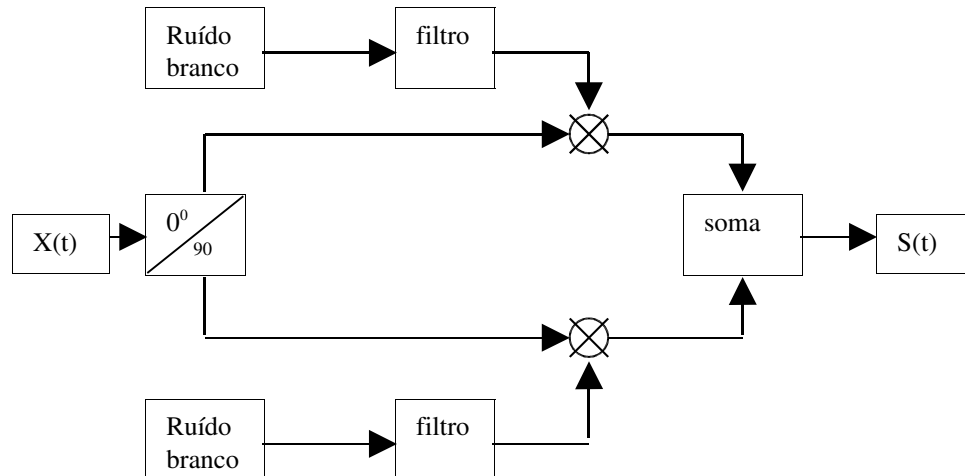 Ruído
branco
filtro
X(t)
0⁰
90
soma
S(t)
Ruído
branco
filtro